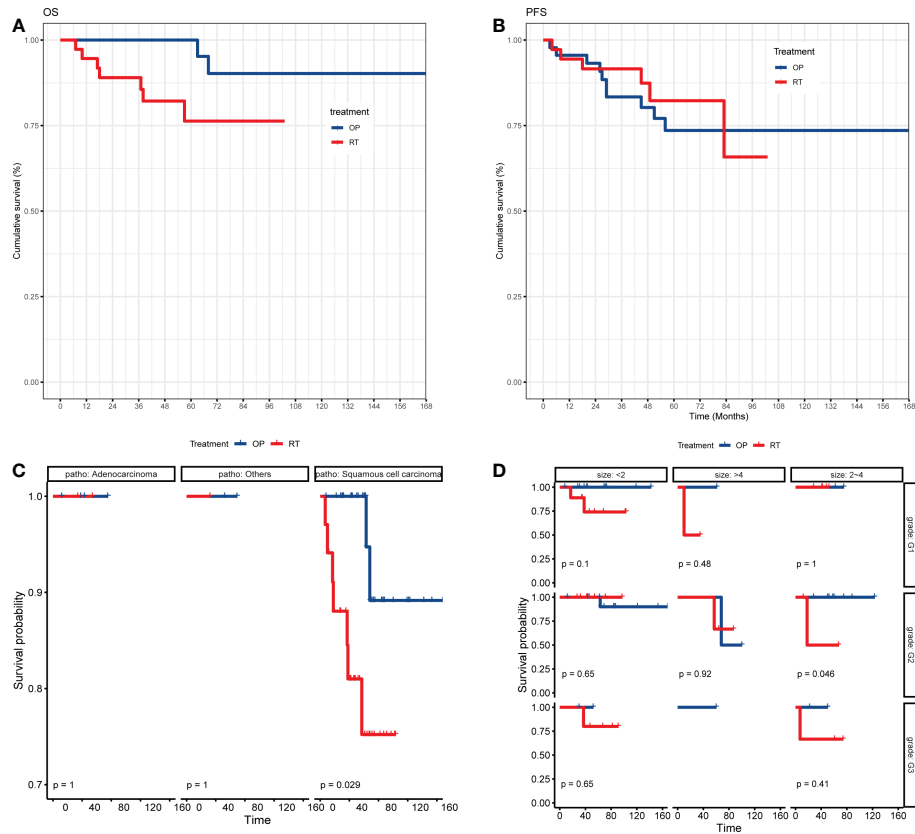 A
OS
Cumulative survival (%)
1.00
0.75
0.50
0.25
0.00
treatment
OP
RT
0 12 24 36 48 60 72 84 96 108 120 132 144 156 168
B
PFS
Cumulative survival (%)
1.00
0.75
0.50
0.25
0.00
Treatment
OP
RT
0 12 24 36 48 60 72 84 96 108 120 132 144 156 168
Time (Months)
C
Treatment OP RT
patho: Adenocarcinoma patho: Others patho: Squamous cell carcinoma
Survival probability
1.0
0.9
0.8
0.7
p = 1 p = 1 p = 0.029
0 40 80 120 160 0 40 80 120 160 0 40 80 120 160
Time
D
Treatment OP RT
size: <2 size: >4 size: 2~4
Survival probability
1.00
0.75
0.50
0.25
0.00
p = 0.1 p = 0.48 p = 1
grade: G1
1.00
0.75
0.50
0.25
0.00
p = 0.65 p = 0.92 p = 0.046
grade: G2
1.00
0.75
0.50
0.25
0.00
p = 0.65 p = 0.41
grade: G3
0 40 80 120 160 0 40 80 120 160 0 40 80 120 160
Time